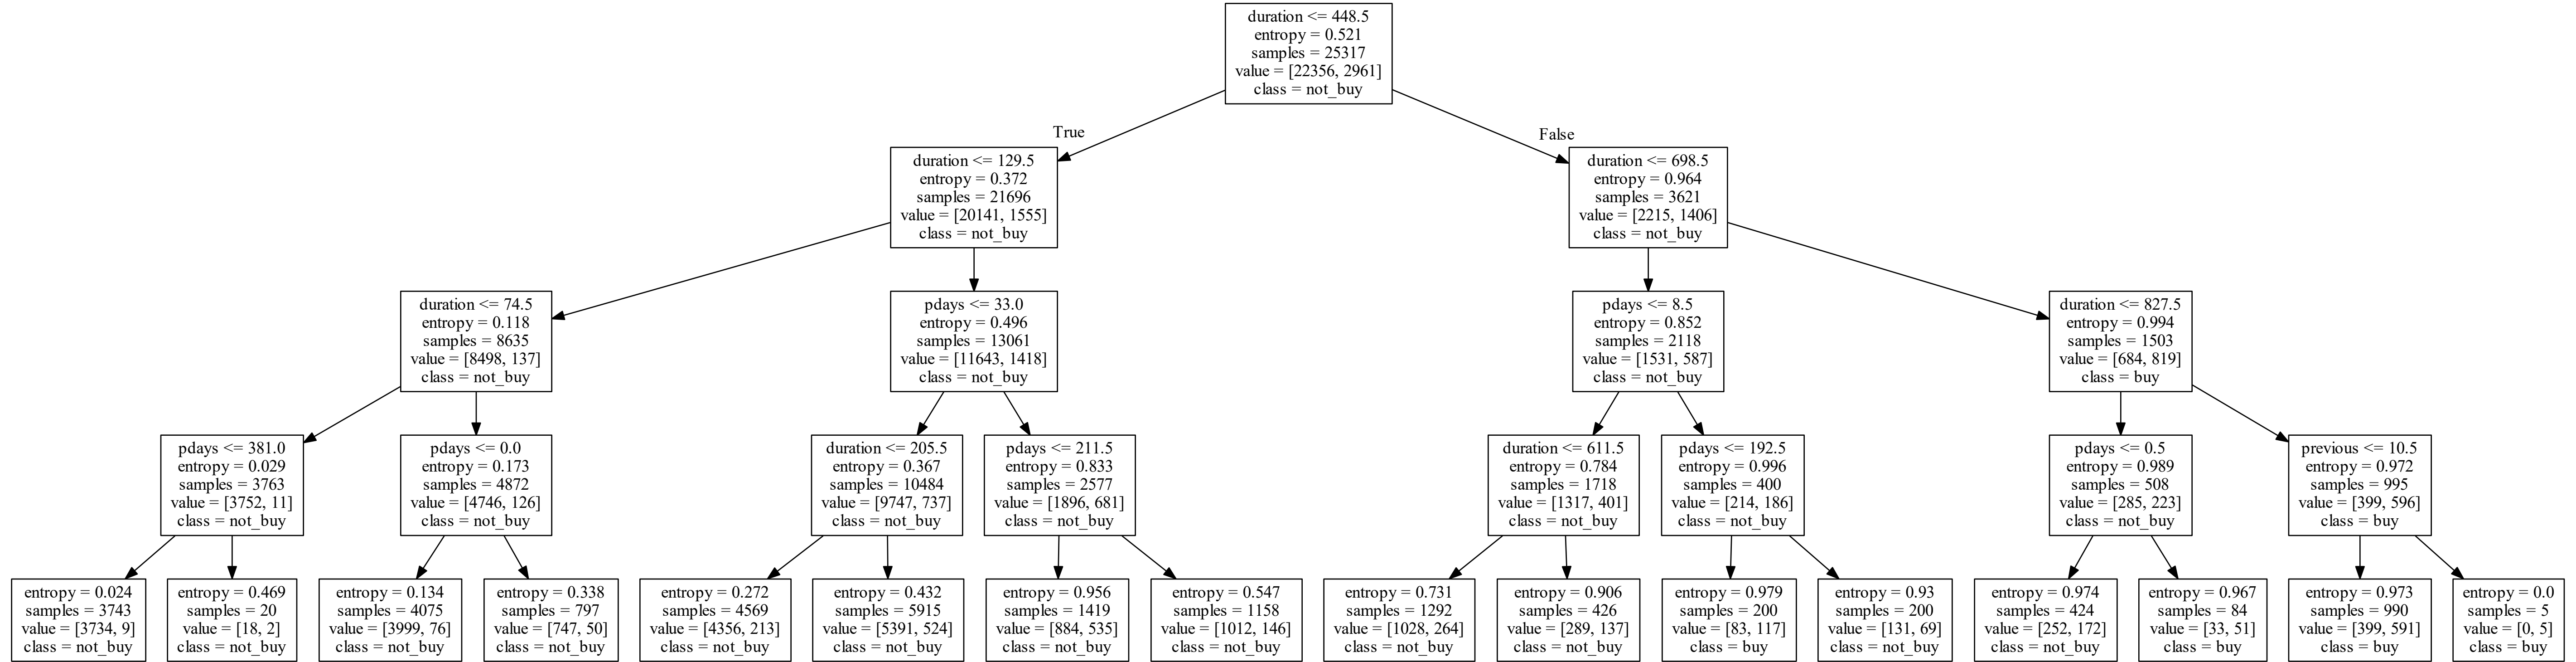 duration <= 448.5
entropy = 0.521
samples = 25317
value = [22356, 2961]
class = not_buy
True
False
duration <= 129.5
entropy = 0.372
samples = 21696
value = [20141, 1555]
class = not_buy
duration <= 698.5
entropy = 0.964
samples = 3621
value = [2215, 1406]
class = not_buy
duration <= 74.5
entropy = 0.118
samples = 8635
value = [8498, 137]
class = not_buy
pdays <= 33.0
entropy = 0.496
samples = 13061
value = [11643, 1418]
class = not_buy
pdays <= 8.5
entropy = 0.852
samples = 2118
value = [1531, 587]
class = not_buy
duration <= 827.5
entropy = 0.994
samples = 1503
value = [684, 819]
class = buy
pdays <= 381.0
entropy = 0.029
samples = 3763
value = [3752, 11]
class = not_buy
pdays <= 0.0
entropy = 0.173
samples = 4872
value = [4746, 126]
class = not_buy
duration <= 205.5
entropy = 0.367
samples = 10484
value = [9747, 737]
class = not_buy
pdays <= 211.5
entropy = 0.833
samples = 2577
value = [1896, 681]
class = not_buy
duration <= 611.5
entropy = 0.784
samples = 1718
value = [1317, 401]
class = not_buy
pdays <= 192.5
entropy = 0.996
samples = 400
value = [214, 186]
class = not_buy
pdays <= 0.5
entropy = 0.989
samples = 508
value = [285, 223]
class = not_buy
previous <= 10.5
entropy = 0.972
samples = 995
value = [399, 596]
class = buy
entropy = 0.024
samples = 3743
value = [3734, 9]
class = not_buy
entropy = 0.469
samples = 20
value = [18, 2]
class = not_buy
entropy = 0.134
samples = 4075
value = [3999, 76]
class = not_buy
entropy = 0.338
samples = 797
value = [747, 50]
class = not_buy
entropy = 0.272
samples = 4569
value = [4356, 213]
class = not_buy
entropy = 0.432
samples = 5915
value = [5391, 524]
class = not_buy
entropy = 0.956
samples = 1419
value = [884, 535]
class = not_buy
entropy = 0.547
samples = 1158
value = [1012, 146]
class = not_buy
entropy = 0.731
samples = 1292
value = [1028, 264]
class = not_buy
entropy = 0.906
samples = 426
value = [289, 137]
class = not_buy
entropy = 0.979
samples = 200
value = [83, 117]
class = buy
entropy = 0.93
samples = 200
value = [131, 69]
class = not_buy
entropy = 0.974
samples = 424
value = [252, 172]
class = not_buy
entropy = 0.967
samples = 84
value = [33, 51]
class = buy
entropy = 0.973
samples = 990
value = [399, 591]
class = buy
entropy = 0.0
samples = 5
value = [0, 5]
class = buy